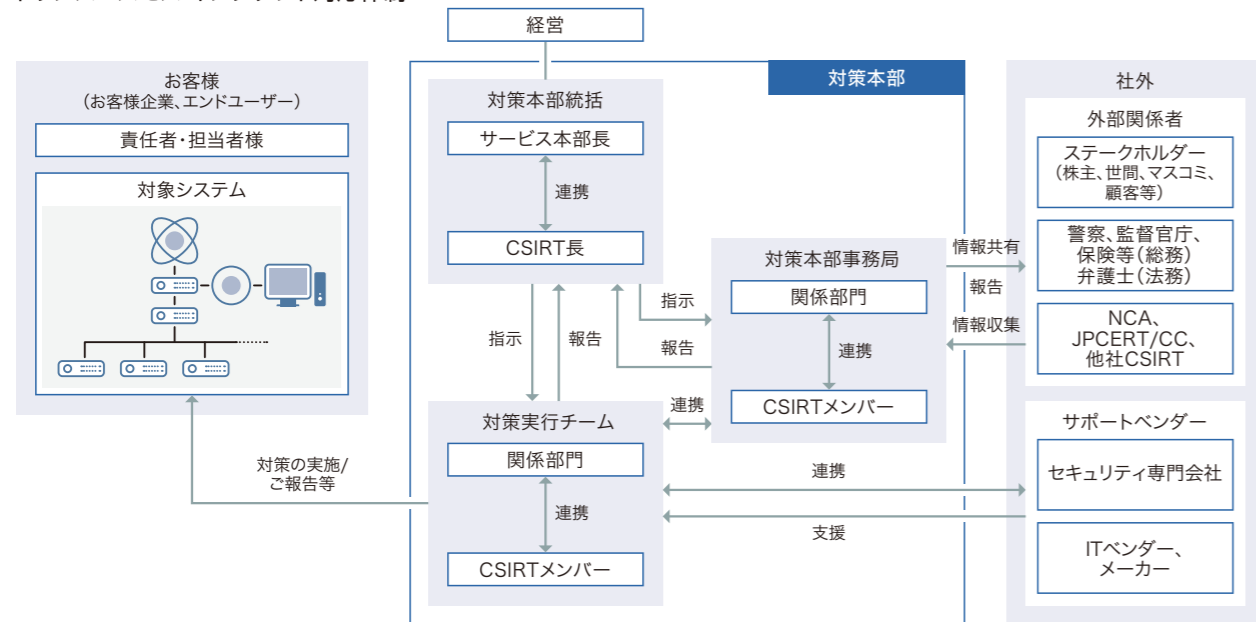 経営
対策本部
お客様
(お客様企業、エンドユーザー)
責任者・担当者様
対象システム
対策の実施/
ご報告等
対策本部統括
サービス本部長
連携
CSIRT長
指示
報告
指示
報告
対策本部事務局
関係部門
連携
CSIRTメンバー
連携
対策実行チーム
関係部門
連携
CSIRTメンバー
情報共有
報告
情報収集
連携
支援
社外
外部関係者
ステークホルダー
(株主、世間、マスコミ、
顧客等)
警察、監督官庁、
保険等(総務)
弁護士(法務)
NCA、
JPCERT/CC、
他社CSIRT
サポートベンダー
セキュリティ専門会社
ITベンダー、
メーカー